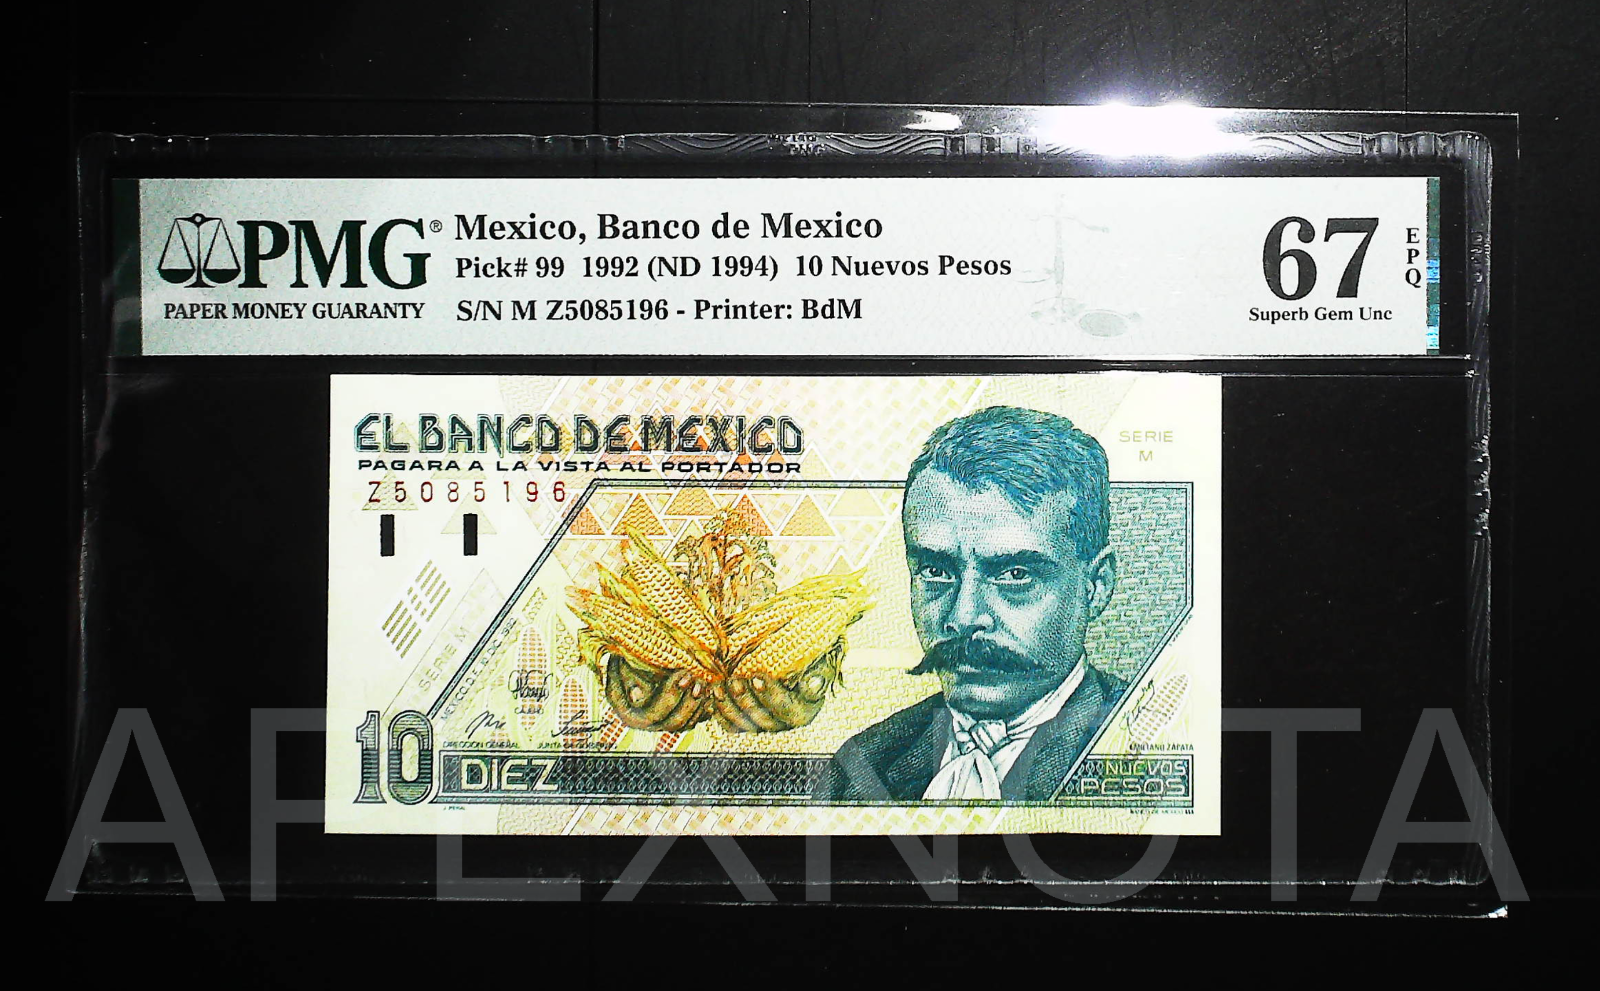 PMG®
PAPER MONEY GUARANTY
Mexico, Banco de Mexico
Pick# 99 1992 (ND 1994) 10 Nuevos Pesos
S/N M Z5085196 - Printer: BdM
67
EPQ
Superb Gem Unc
EL BANCO DE MEXICO
PAGARA A LA VISTA AL PORTADOR
Z5085196
SERIE
M
SERIE M
DIRECCION GENERAL
EMILIANO ZAPATA
10
DIEZ
NUEVOS
PESOS